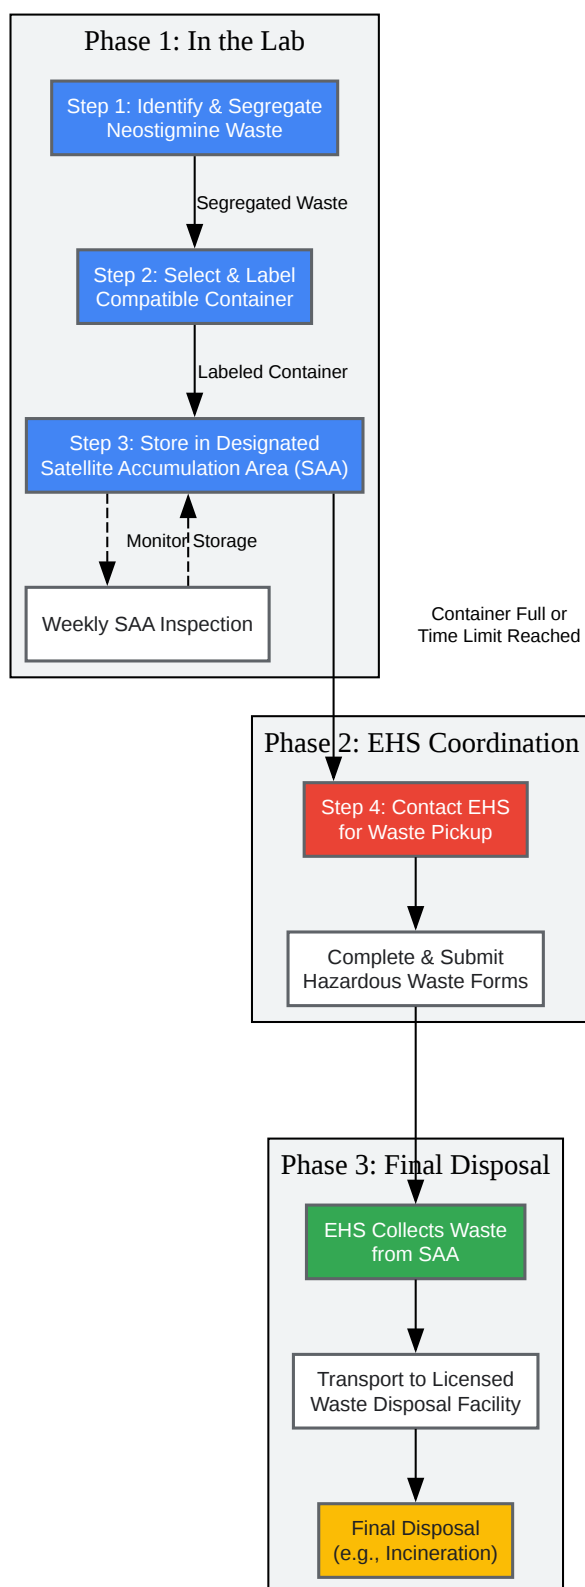 Phase 1: In the Lab
Step 1: Identify & Segregate
Neostigmine Waste
Segregated Waste
Step 2: Select & Label
Compatible Container
Labeled Container
Step 3: Store in Designated
Satellite Accumulation Area (SAA)
Monitor Storage
Weekly SAA Inspection
Container Full or
Time Limit Reached
Phase 2: EHS Coordination
Step 4: Contact EHS
for Waste Pickup
Complete & Submit
Hazardous Waste Forms
Phase 3: Final Disposal
EHS Collects Waste
from SAA
Transport to Licensed
Waste Disposal Facility
Final Disposal
(e.g., Incineration)